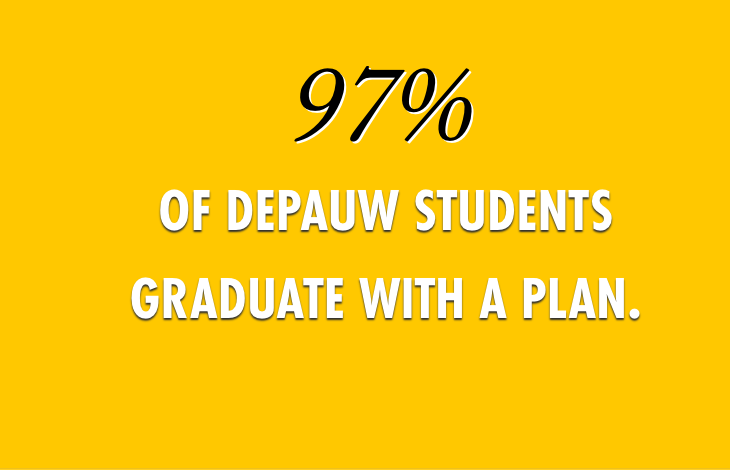 97%
OF DEPAUW STUDENTS
GRADUATE WITH A PLAN.